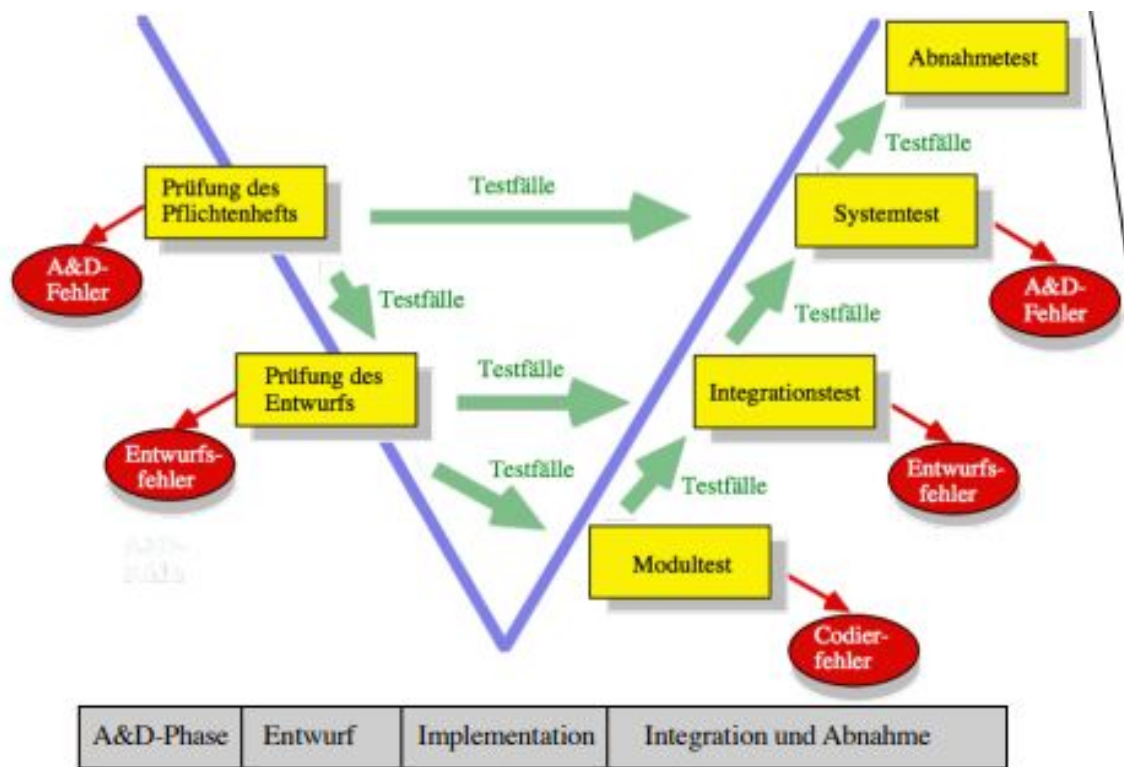 Abnahmetest
Testfälle
Testfälle
Prüfung des
Pflichtenhefts
Systemtest
A&D-
Fehler
A&D-
Fehler
Testfälle
Testfälle
Testfälle
Prüfung des
Entwurfs
Integrationstest
Entwurfs-
fehler
Testfälle
Testfälle
Entwurfs-
fehler
Modultest
Codier-
fehler
A&D-Phase
Entwurf
Implementation
Integration und Abnahme